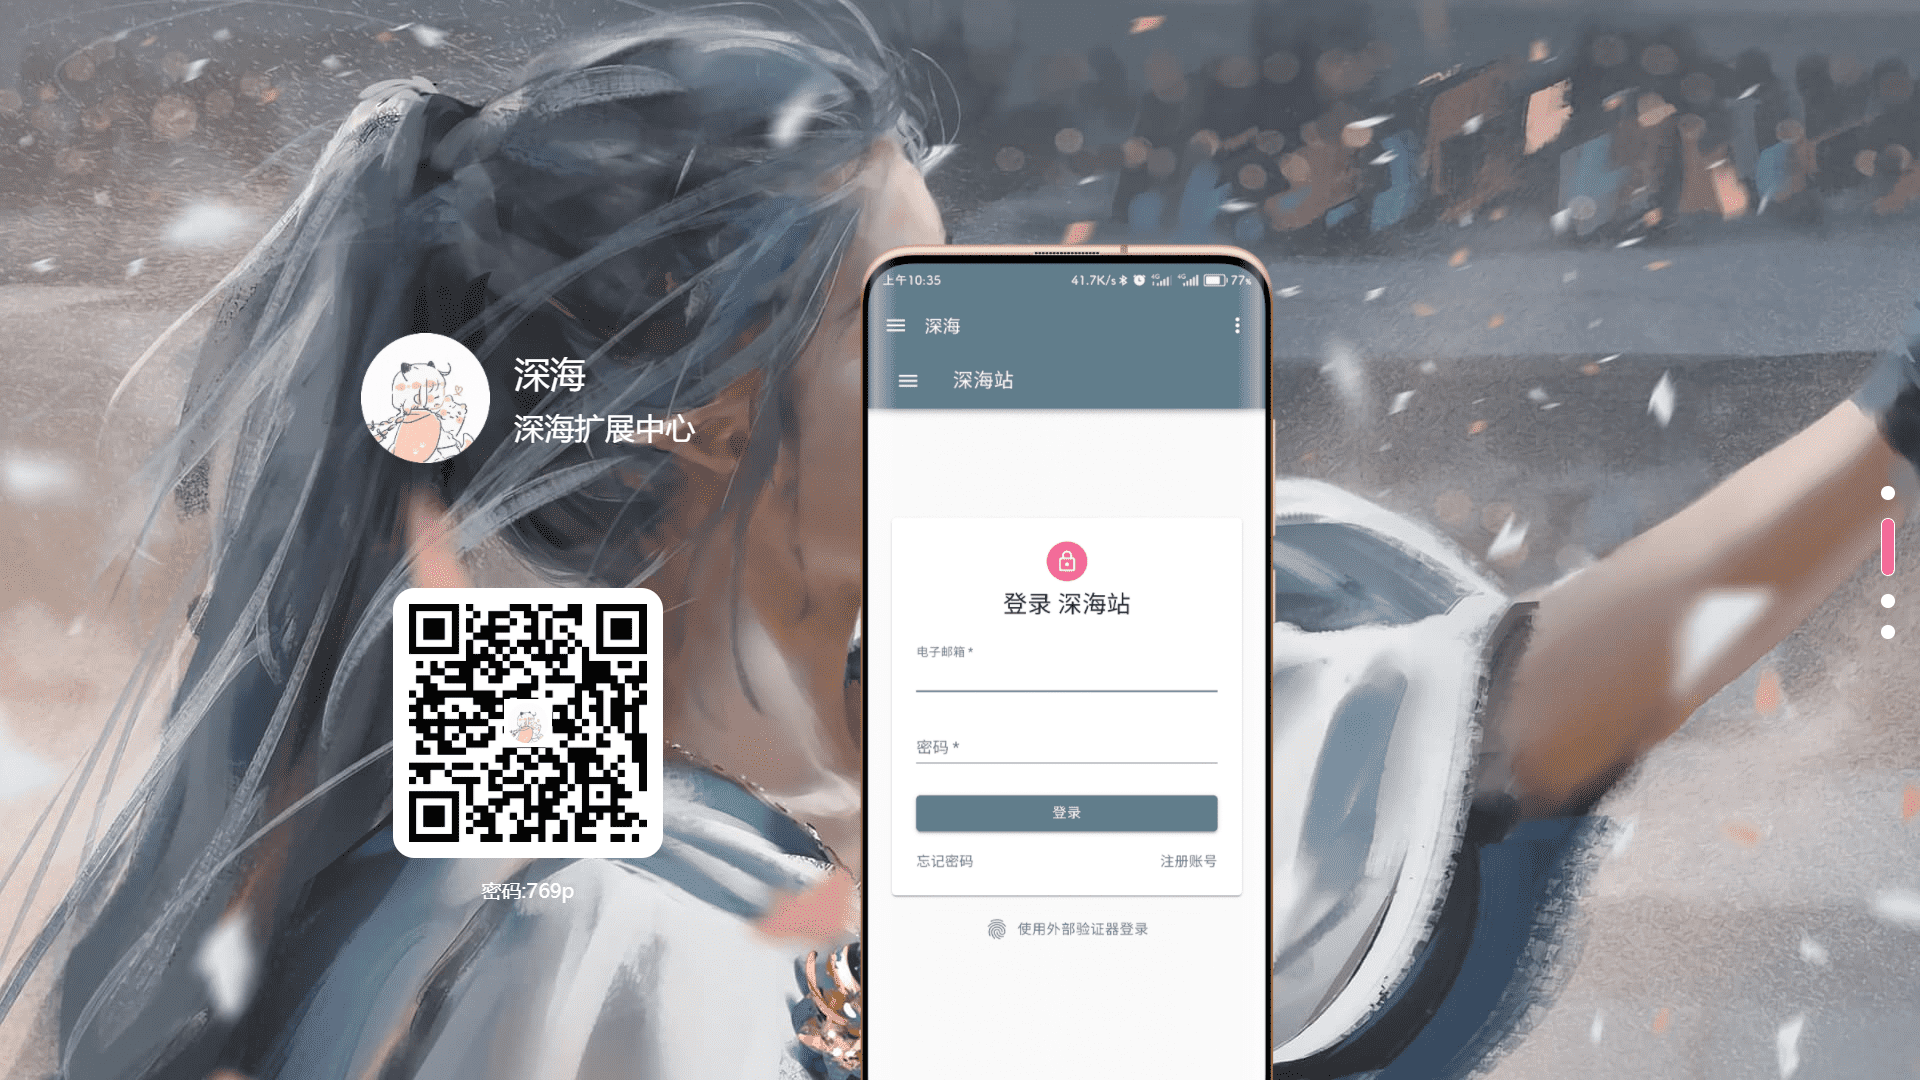 深海
深海扩展中心
密码:769p
上午10:35
41.7K/s 4G 4G 77%
深海
深海站
登录 深海站
电子邮箱 *
密码 *
登录
忘记密码
注册账号
使用外部验证器登录